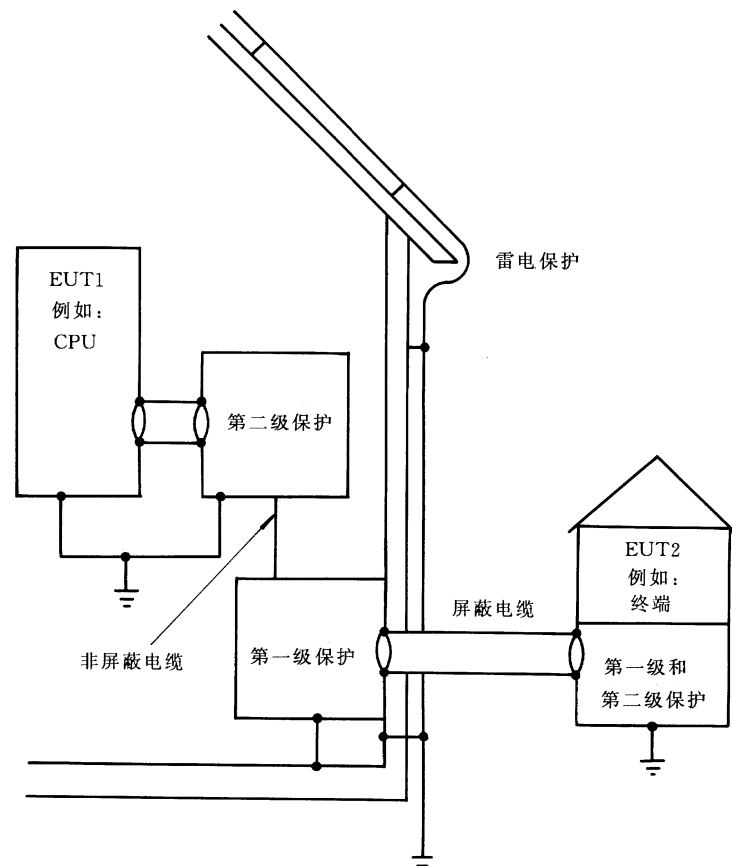 雷电保护
EUT1
例如：
CPU
第二级保护
EUT2
例如：
终端
屏蔽电缆
非屏蔽电缆
第一级保护
第一级和
第二级保护